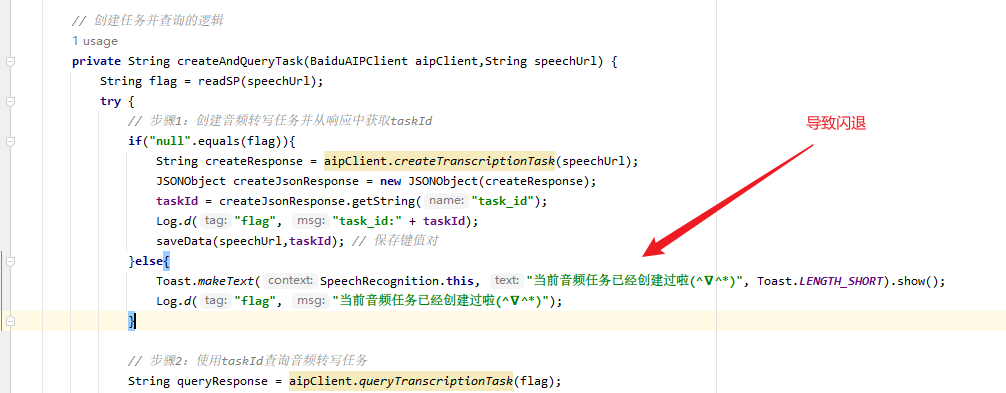 // 创建任务并查询的逻辑
1 usage
private String createAndQueryTask(BaiduAIPClient aipClient,String speechUrl) {
String flag = readSP(speechUrl);
try {
// 步骤1：创建音频转写任务并从响应中获取taskId
导致闪退
if("null".equals(flag)){
String createResponse = aipClient.createTranscriptionTask(speechUrl);
JSONObject createJsonResponse = new JSONObject(createResponse);
taskId = createJsonResponse.getString( name: "task_id");
Log.d( tag: "flag", msg: "task_id:" + taskId);
saveData(speechUrl,taskId); // 保存键值对
}else{
Toast.makeText( context: SpeechRecognition.this, text: "当前音频任务已经创建过啦(^∇^*)", Toast.LENGTH_SHORT).show();
Log.d( tag: "flag", msg: "当前音频任务已经创建过啦(^∇^*)");
}
// 步骤2：使用taskId查询音频转写任务
String queryResponse = aipClient.queryTranscriptionTask(flag);